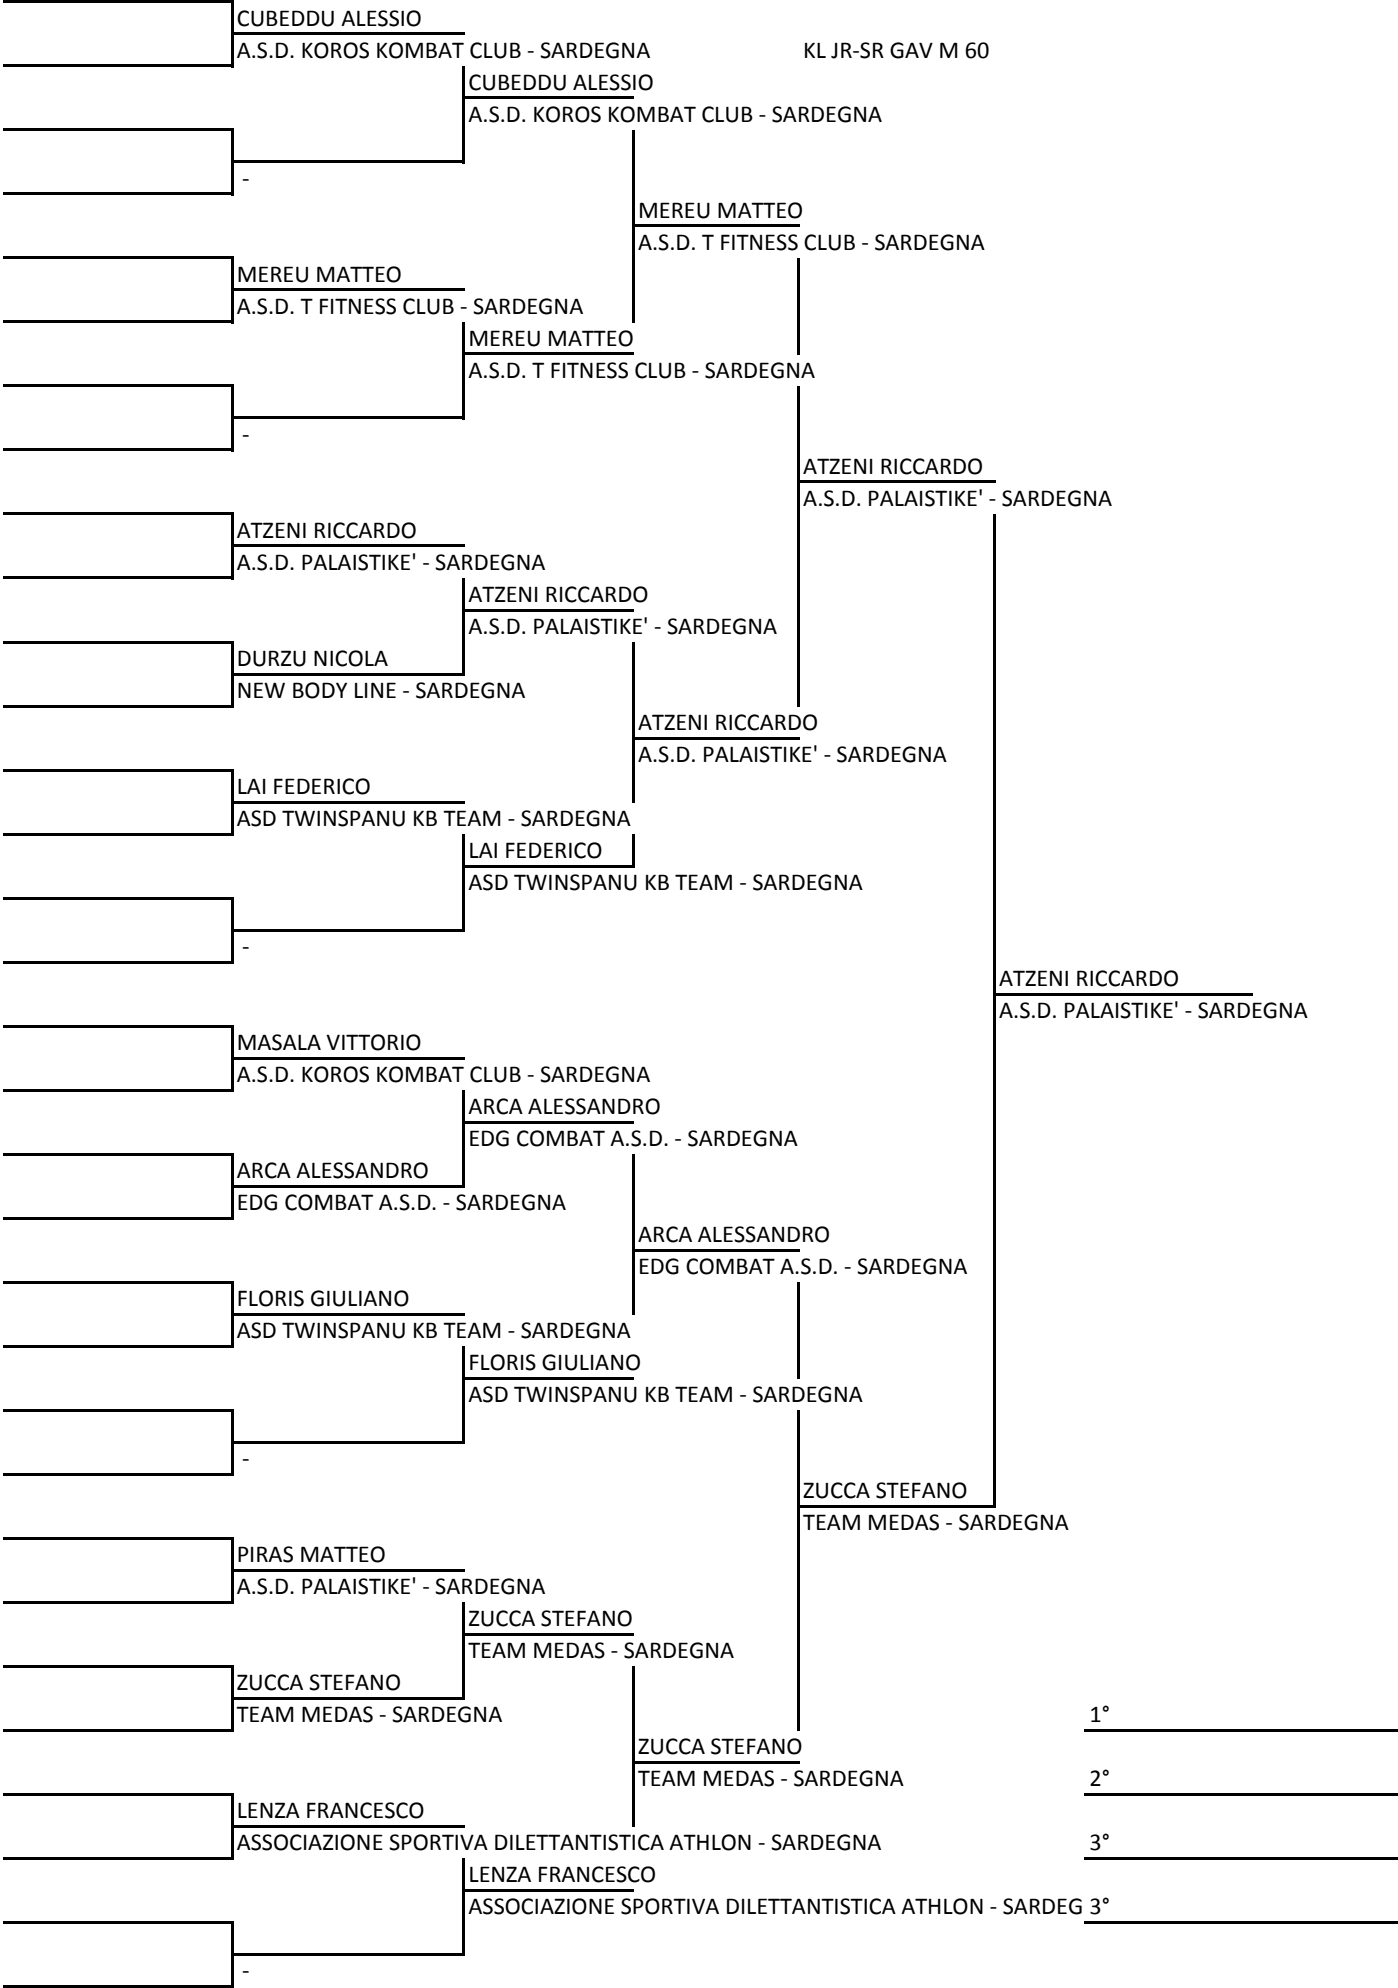 CUBEDDU ALESSIO
A.S.D. KOROS KOMBAT CLUB - SARDEGNA
KL JR-SR GAV M 60
CUBEDDU ALESSIO
A.S.D. KOROS KOMBAT CLUB - SARDEGNA
-
MEREU MATTEO
A.S.D. T FITNESS CLUB - SARDEGNA
MEREU MATTEO
A.S.D. T FITNESS CLUB - SARDEGNA
MEREU MATTEO
A.S.D. T FITNESS CLUB - SARDEGNA
-
ATZENI RICCARDO
A.S.D. PALAISTIKE' - SARDEGNA
ATZENI RICCARDO
A.S.D. PALAISTIKE' - SARDEGNA
ATZENI RICCARDO
A.S.D. PALAISTIKE' - SARDEGNA
DURZU NICOLA
NEW BODY LINE - SARDEGNA
ATZENI RICCARDO
A.S.D. PALAISTIKE' - SARDEGNA
LAI FEDERICO
ASD TWINSPANU KB TEAM - SARDEGNA
LAI FEDERICO
ASD TWINSPANU KB TEAM - SARDEGNA
-
ATZENI RICCARDO
A.S.D. PALAISTIKE' - SARDEGNA
MASALA VITTORIO
A.S.D. KOROS KOMBAT CLUB - SARDEGNA
ARCA ALESSANDRO
EDG COMBAT A.S.D. - SARDEGNA
ARCA ALESSANDRO
EDG COMBAT A.S.D. - SARDEGNA
ARCA ALESSANDRO
EDG COMBAT A.S.D. - SARDEGNA
FLORIS GIULIANO
ASD TWINSPANU KB TEAM - SARDEGNA
FLORIS GIULIANO
ASD TWINSPANU KB TEAM - SARDEGNA
-
ZUCCA STEFANO
TEAM MEDAS - SARDEGNA
PIRAS MATTEO
A.S.D. PALAISTIKE' - SARDEGNA
ZUCCA STEFANO
TEAM MEDAS - SARDEGNA
ZUCCA STEFANO
TEAM MEDAS - SARDEGNA
1°
ZUCCA STEFANO
TEAM MEDAS - SARDEGNA
2°
LENZA FRANCESCO
ASSOCIAZIONE SPORTIVA DILETTANTISTICA ATHLON - SARDEGNA
3°
LENZA FRANCESCO
ASSOCIAZIONE SPORTIVA DILETTANTISTICA ATHLON - SARDEG
3°
-